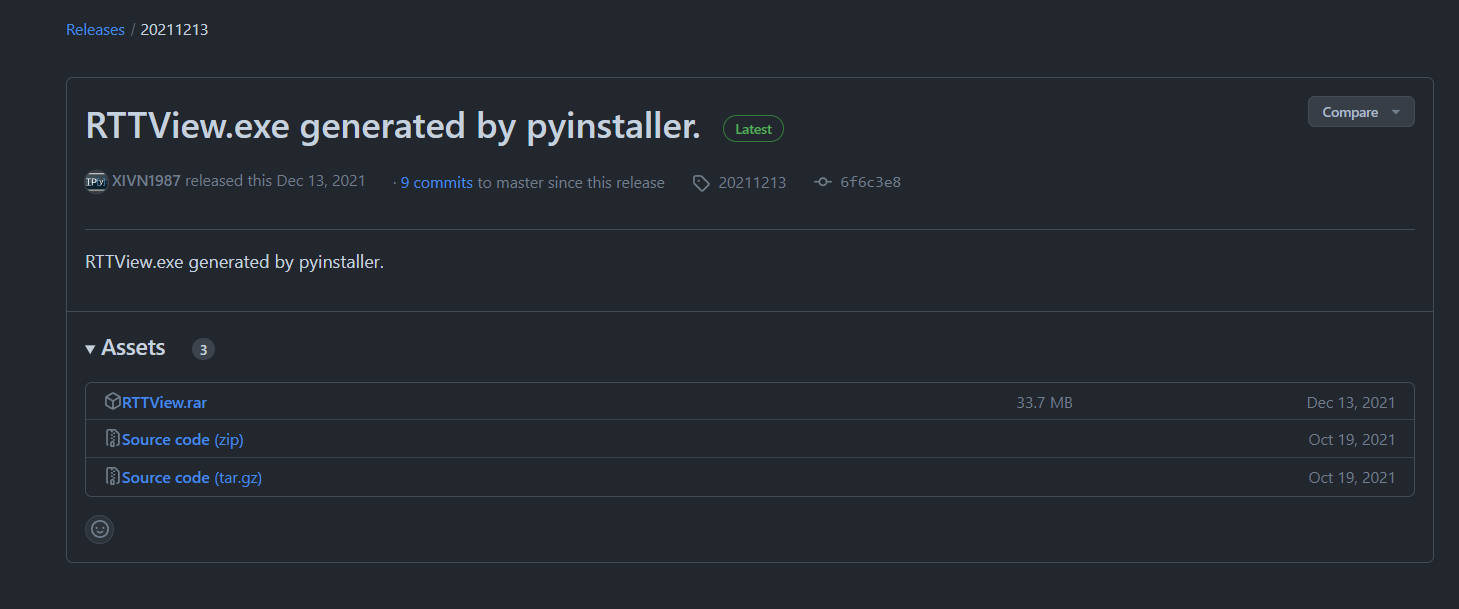 Releases / 20211213
RTTView.exe generated by pyinstaller. Latest
Compare
TPy XIVN1987 released this Dec 13, 2021 · 9 commits to master since this release 20211213 6f6c3e8
RTTView.exe generated by pyinstaller.
Assets 3
RTTView.rar 33.7 MB Dec 13, 2021
Source code (zip) Oct 19, 2021
Source code (tar.gz) Oct 19, 2021